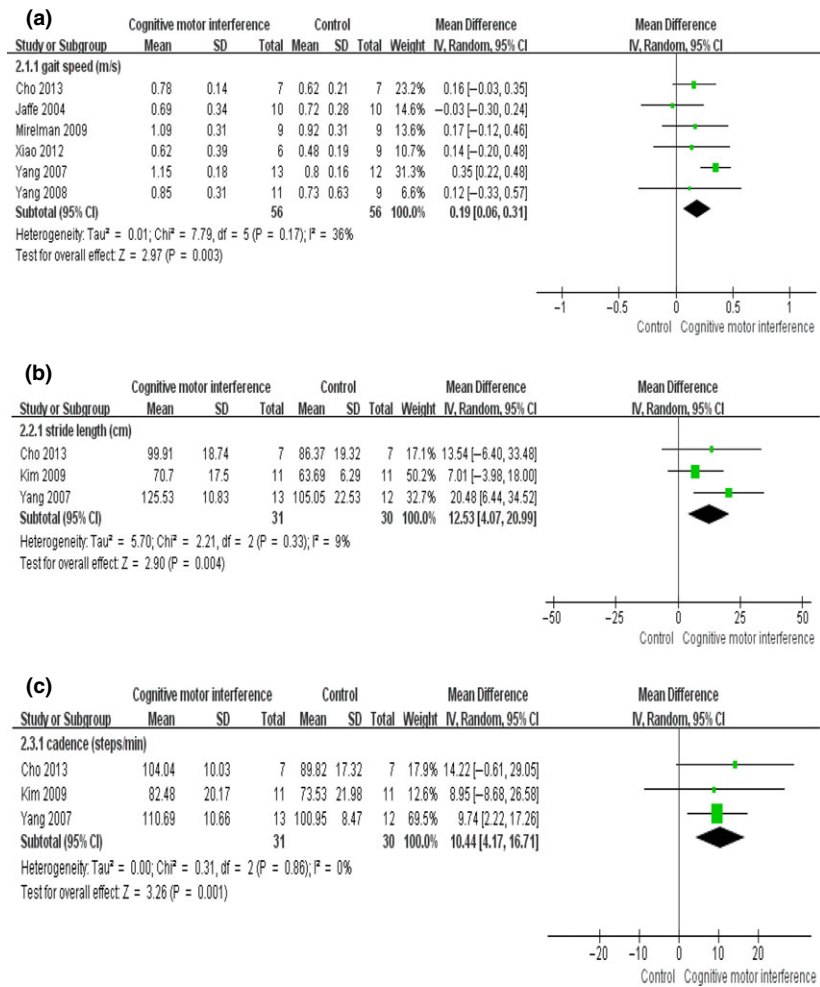 (a)
Cognitive motor interference Control Mean Difference Mean Difference
Study or Subgroup Mean SD Total Mean SD Total Weight IV, Random, 95% CI IV, Random, 95% CI
2.1.1 gait speed (m/s)
Cho 2013 0.78 0.14 7 0.62 0.21 7 23.2% 0.16 [−0.03, 0.35]
Jaffe 2004 0.69 0.34 10 0.72 0.28 10 14.6% −0.03 [−0.30, 0.24]
Mirelman 2009 1.09 0.31 9 0.92 0.31 9 13.6% 0.17 [−0.12, 0.46]
Xiao 2012 0.62 0.39 6 0.48 0.19 9 10.7% 0.14 [−0.20, 0.48]
Yang 2007 1.15 0.18 13 0.8 0.16 12 31.3% 0.35 [0.22, 0.48]
Yang 2008 0.85 0.31 11 0.73 0.63 9 6.6% 0.12 [−0.33, 0.57]
Subtotal (95% CI) 56 56 100.0% 0.19 [0.06, 0.31]
Heterogeneity: Tau² = 0.01; Chi² = 7.79, df = 5 (P = 0.17); I² = 36%
Test for overall effect: Z = 2.97 (P = 0.003)
−1 −0.5 0 0.5 1
Control Cognitive motor interference
(b)
Cognitive motor interference Control Mean Difference Mean Difference
Study or Subgroup Mean SD Total Mean SD Total Weight IV, Random, 95% CI IV, Random, 95% CI
2.2.1 stride length (cm)
Cho 2013 99.91 18.74 7 86.37 19.32 7 17.1% 13.54 [−6.40, 33.48]
Kim 2009 70.7 17.5 11 63.69 6.29 11 50.2% 7.01 [−3.98, 18.00]
Yang 2007 125.53 10.83 13 105.05 22.53 12 32.7% 20.48 [6.44, 34.52]
Subtotal (95% CI) 31 30 100.0% 12.53 [4.07, 20.99]
Heterogeneity: Tau² = 5.70; Chi² = 2.21, df = 2 (P = 0.33); I² = 9%
Test for overall effect: Z = 2.90 (P = 0.004)
−50 −25 0 25 50
Control Cognitive motor interference
(c)
Cognitive motor interference Control Mean Difference Mean Difference
Study or Subgroup Mean SD Total Mean SD Total Weight IV, Random, 95% CI IV, Random, 95% CI
2.3.1 cadence (steps/min)
Cho 2013 104.04 10.03 7 89.82 17.32 7 17.9% 14.22 [−0.61, 29.05]
Kim 2009 82.48 20.17 11 73.53 21.98 11 12.6% 8.95 [−8.68, 26.58]
Yang 2007 110.69 10.66 13 100.95 8.47 12 69.5% 9.74 [2.22, 17.26]
Subtotal (95% CI) 31 30 100.0% 10.44 [4.17, 16.71]
Heterogeneity: Tau² = 0.00; Chi² = 0.31, df = 2 (P = 0.86); I² = 0%
Test for overall effect: Z = 3.26 (P = 0.001)
−20 −10 0 10 20
Control Cognitive motor interference